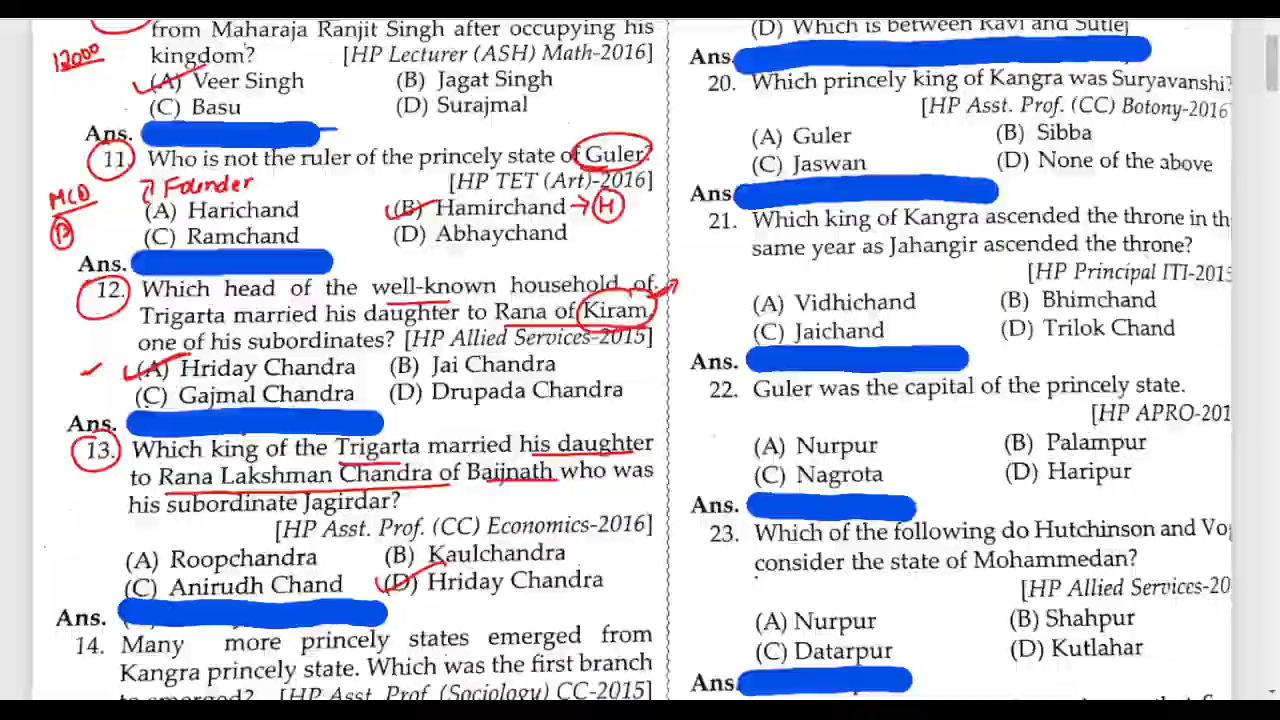 from Maharaja Ranjit Singh after occupying his
12000
kingdom? [HP Lecturer (ASH) Math-2016]
(A) Veer Singh (B) Jagat Singh
(C) Basu (D) Surajmal
Ans.
11. Who is not the ruler of the princely state of Guler?
Founder [HP TET (Art)-2016]
(A) Harichand (B) Hamirchand → H
(C) Ramchand (D) Abhaychand
Ans.
12. Which head of the well-known household of
Trigarta married his daughter to Rana of Kiram,
one of his subordinates? [HP Allied Services-2015]
(A) Hriday Chandra (B) Jai Chandra
(C) Gajmal Chandra (D) Drupada Chandra
Ans.
13. Which king of the Trigarta married his daughter
to Rana Lakshman Chandra of Baijnath who was
his subordinate Jagirdar?
[HP Asst. Prof. (CC) Economics-2016]
(A) Roopchandra (B) Kaulchandra
(C) Anirudh Chand (D) Hriday Chandra
Ans.
14. Many more princely states emerged from
Kangra princely state. Which was the first branch
to emerged? [HP Asst. Prof (Sociology) CC-2015]
(D) Which is between Ravi and Sutlej
Ans.
20. Which princely king of Kangra was Suryavanshi?
[HP Asst. Prof. (CC) Botony-2016
(A) Guler (B) Sibba
(C) Jaswan (D) None of the above
Ans
21. Which king of Kangra ascended the throne in th
same year as Jahangir ascended the throne?
[HP Principal ITI-2015
(A) Vidhichand (B) Bhimchand
(C) Jaichand (D) Trilok Chand
Ans.
22. Guler was the capital of the princely state.
[HP APRO-201
(A) Nurpur (B) Palampur
(C) Nagrota (D) Haripur
Ans.
23. Which of the following do Hutchinson and Vo
consider the state of Mohammedan?
[HP Allied Services-20
(A) Nurpur (B) Shahpur
(C) Datarpur (D) Kutlahar
Ans